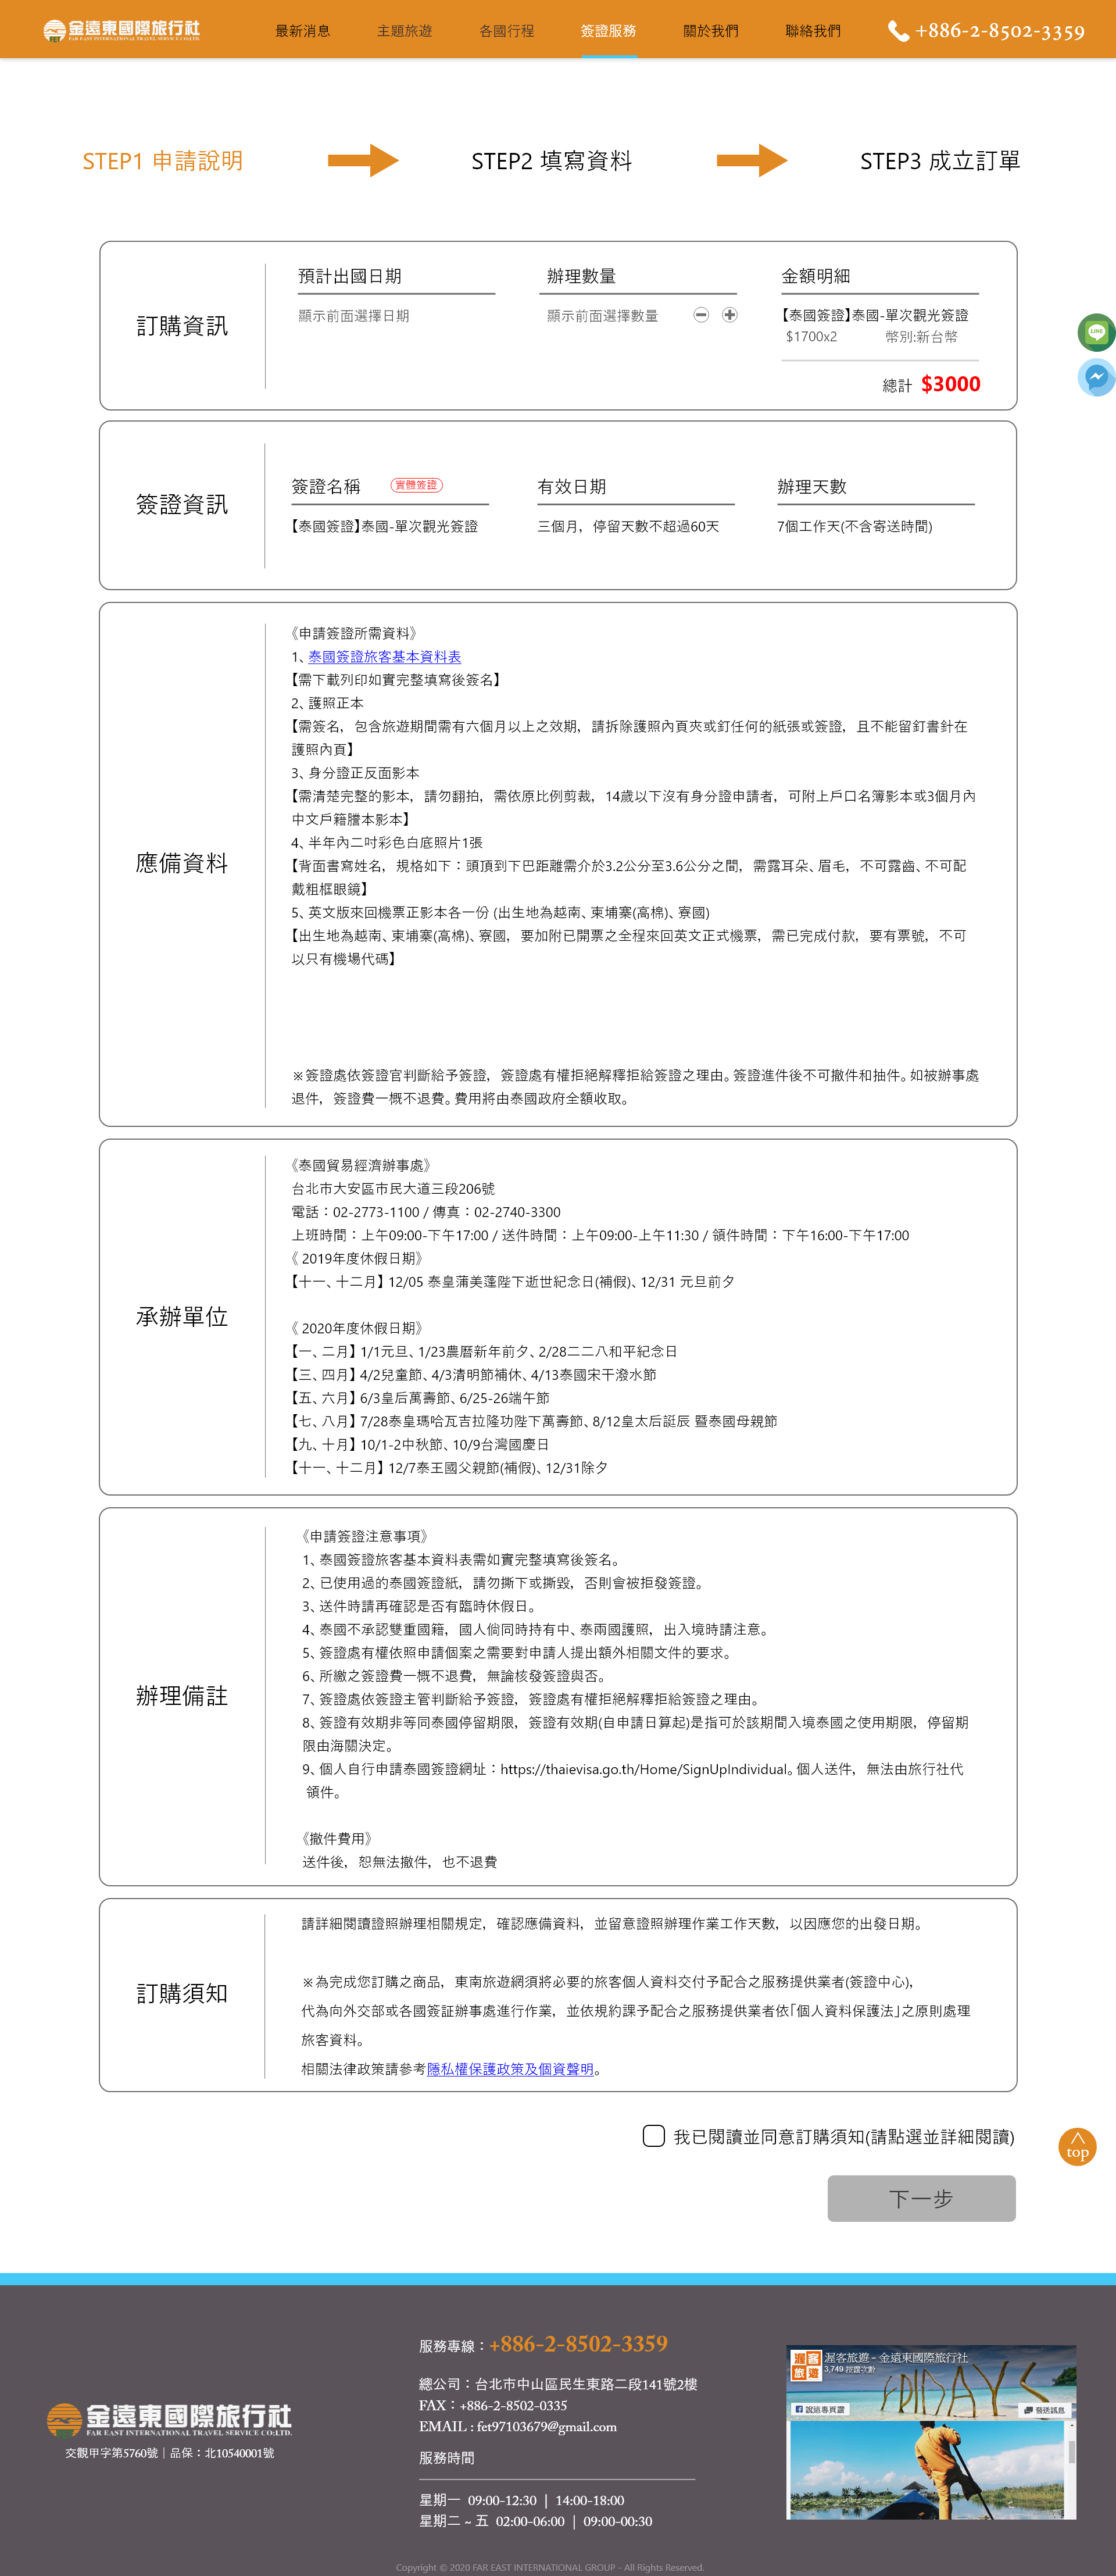 金遠東國際旅行社
FAR EAST INTERNATIONAL TRAVEL SERVICE CO.LTD.
最新消息 主題旅遊 各國行程 簽證服務 關於我們 聯絡我們 +886-2-8502-3359
STEP1 申請說明 STEP2 填寫資料 STEP3 成立訂單
訂購資訊
預計出國日期 辦理數量 金額明細
顯示前面選擇日期 顯示前面選擇數量 【泰國簽證】泰國-單次觀光簽證
$1700x2 幣別:新台幣
總計 $3000
簽證資訊
簽證名稱 實體簽證 有效日期 辦理天數
【泰國簽證】泰國-單次觀光簽證 三個月，停留天數不超過60天 7個工作天(不含寄送時間)
應備資料
《申請簽證所需資料》
1、泰國簽證旅客基本資料表
【需下載列印如實完整填寫後簽名】
2、護照正本
【需簽名，包含旅遊期間需有六個月以上之效期，請拆除護照內頁夾或釘任何的紙張或簽證，且不能留釘書針在
護照內頁】
3、身分證正反面影本
【需清楚完整的影本，請勿翻拍，需依原比例剪裁，14歲以下沒有身分證申請者，可附上戶口名簿影本或3個月內
中文戶籍謄本影本】
4、半年內二吋彩色白底照片1張
【背面書寫姓名，規格如下：頭頂到下巴距離需介於3.2公分至3.6公分之間，需露耳朵、眉毛，不可露齒、不可配
戴粗框眼鏡】
5、英文版來回機票正影本各一份 (出生地為越南、柬埔寨(高棉)、寮國)
【出生地為越南、柬埔寨(高棉)、寮國，要加附已開票之全程來回英文正式機票，需已完成付款，要有票號，不可
以只有機場代碼】
※簽證處依簽證官判斷給予簽證，簽證處有權拒絕解釋拒給簽證之理由。簽證進件後不可撤件和抽件。如被辦事處
退件，簽證費一概不退費。費用將由泰國政府全額收取。
承辦單位
《泰國貿易經濟辦事處》
台北市大安區市民大道三段206號
電話：02-2773-1100 / 傳真：02-2740-3300
上班時間：上午09:00-下午17:00 / 送件時間：上午09:00-上午11:30 / 領件時間：下午16:00-下午17:00
《 2019年度休假日期》
【十一、十二月】 12/05 泰皇蒲美蓬陛下逝世紀念日(補假)、12/31 元旦前夕
《 2020年度休假日期》
【一、二月】 1/1元旦、1/23農曆新年前夕、2/28二二八和平紀念日
【三、四月】 4/2兒童節、4/3清明節補休、4/13泰國宋干潑水節
【五、六月】 6/3皇后萬壽節、6/25-26端午節
【七、八月】 7/28泰皇瑪哈瓦吉拉隆功陛下萬壽節、8/12皇太后誕辰 暨泰國母親節
【九、十月】 10/1-2中秋節、10/9台灣國慶日
【十一、十二月】 12/7泰王國父親節(補假)、12/31除夕
辦理備註
《申請簽證注意事項》
1、泰國簽證旅客基本資料表需如實完整填寫後簽名。
2、已使用過的泰國簽證紙，請勿撕下或撕毀，否則會被拒發簽證。
3、送件時請再確認是否有臨時休假日。
4、泰國不承認雙重國籍，國人倘同時持有中、泰兩國護照，出入境時請注意。
5、簽證處有權依照申請個案之需要對申請人提出額外相關文件的要求。
6、所繳之簽證費一概不退費，無論核發簽證與否。
7、簽證處依簽證主管判斷給予簽證，簽證處有權拒絕解釋拒給簽證之理由。
8、簽證有效期非等同泰國停留期限，簽證有效期(自申請日算起)是指可於該期間入境泰國之使用期限，停留期
限由海關決定。
9、個人自行申請泰國簽證網址：https://thaievisa.go.th/Home/SignUpIndividual。個人送件，無法由旅行社代
領件。
《撤件費用》
送件後，恕無法撤件，也不退費
訂購須知
請詳細閱讀證照辦理相關規定，確認應備資料，並留意證照辦理作業工作天數，以因應您的出發日期。
※為完成您訂購之商品，東南旅遊網須將必要的旅客個人資料交付予配合之服務提供業者(簽證中心)，
代為向外交部或各國簽証辦事處進行作業，並依規約課予配合之服務提供業者依「個人資料保護法」之原則處理
旅客資料。
相關法律政策請參考隱私權保護政策及個資聲明。
我已閱讀並同意訂購須知(請點選並詳細閱讀)
top
下一步
金遠東國際旅行社
FAR EAST INTERNATIONAL TRAVEL SERVICE CO:LTD.
交觀甲字第5760號｜品保：北10540001號
服務專線：+886-2-8502-3359
總公司：台北市中山區民生東路二段141號2樓
FAX：+886-2-8502-0335
EMAIL : fet97103679@gmail.com
服務時間
星期一 09:00-12:30 ｜ 14:00-18:00
星期二 ~ 五 02:00-06:00 ｜ 09:00-00:30
渥客旅遊
渥客旅遊 - 金遠東國際旅行社
3,749 按讚次數
FRIDAYS
說這專頁讚 發送訊息
Copyright © 2020 FAR EAST INTERNATIONAL GROUP - All Rights Reserved.
LINE